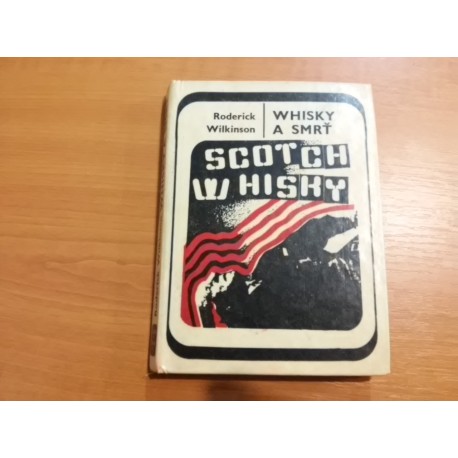 Roderick
Wilkinson
WHISKY
A SMRŤ
SCOTCH
WHISKY